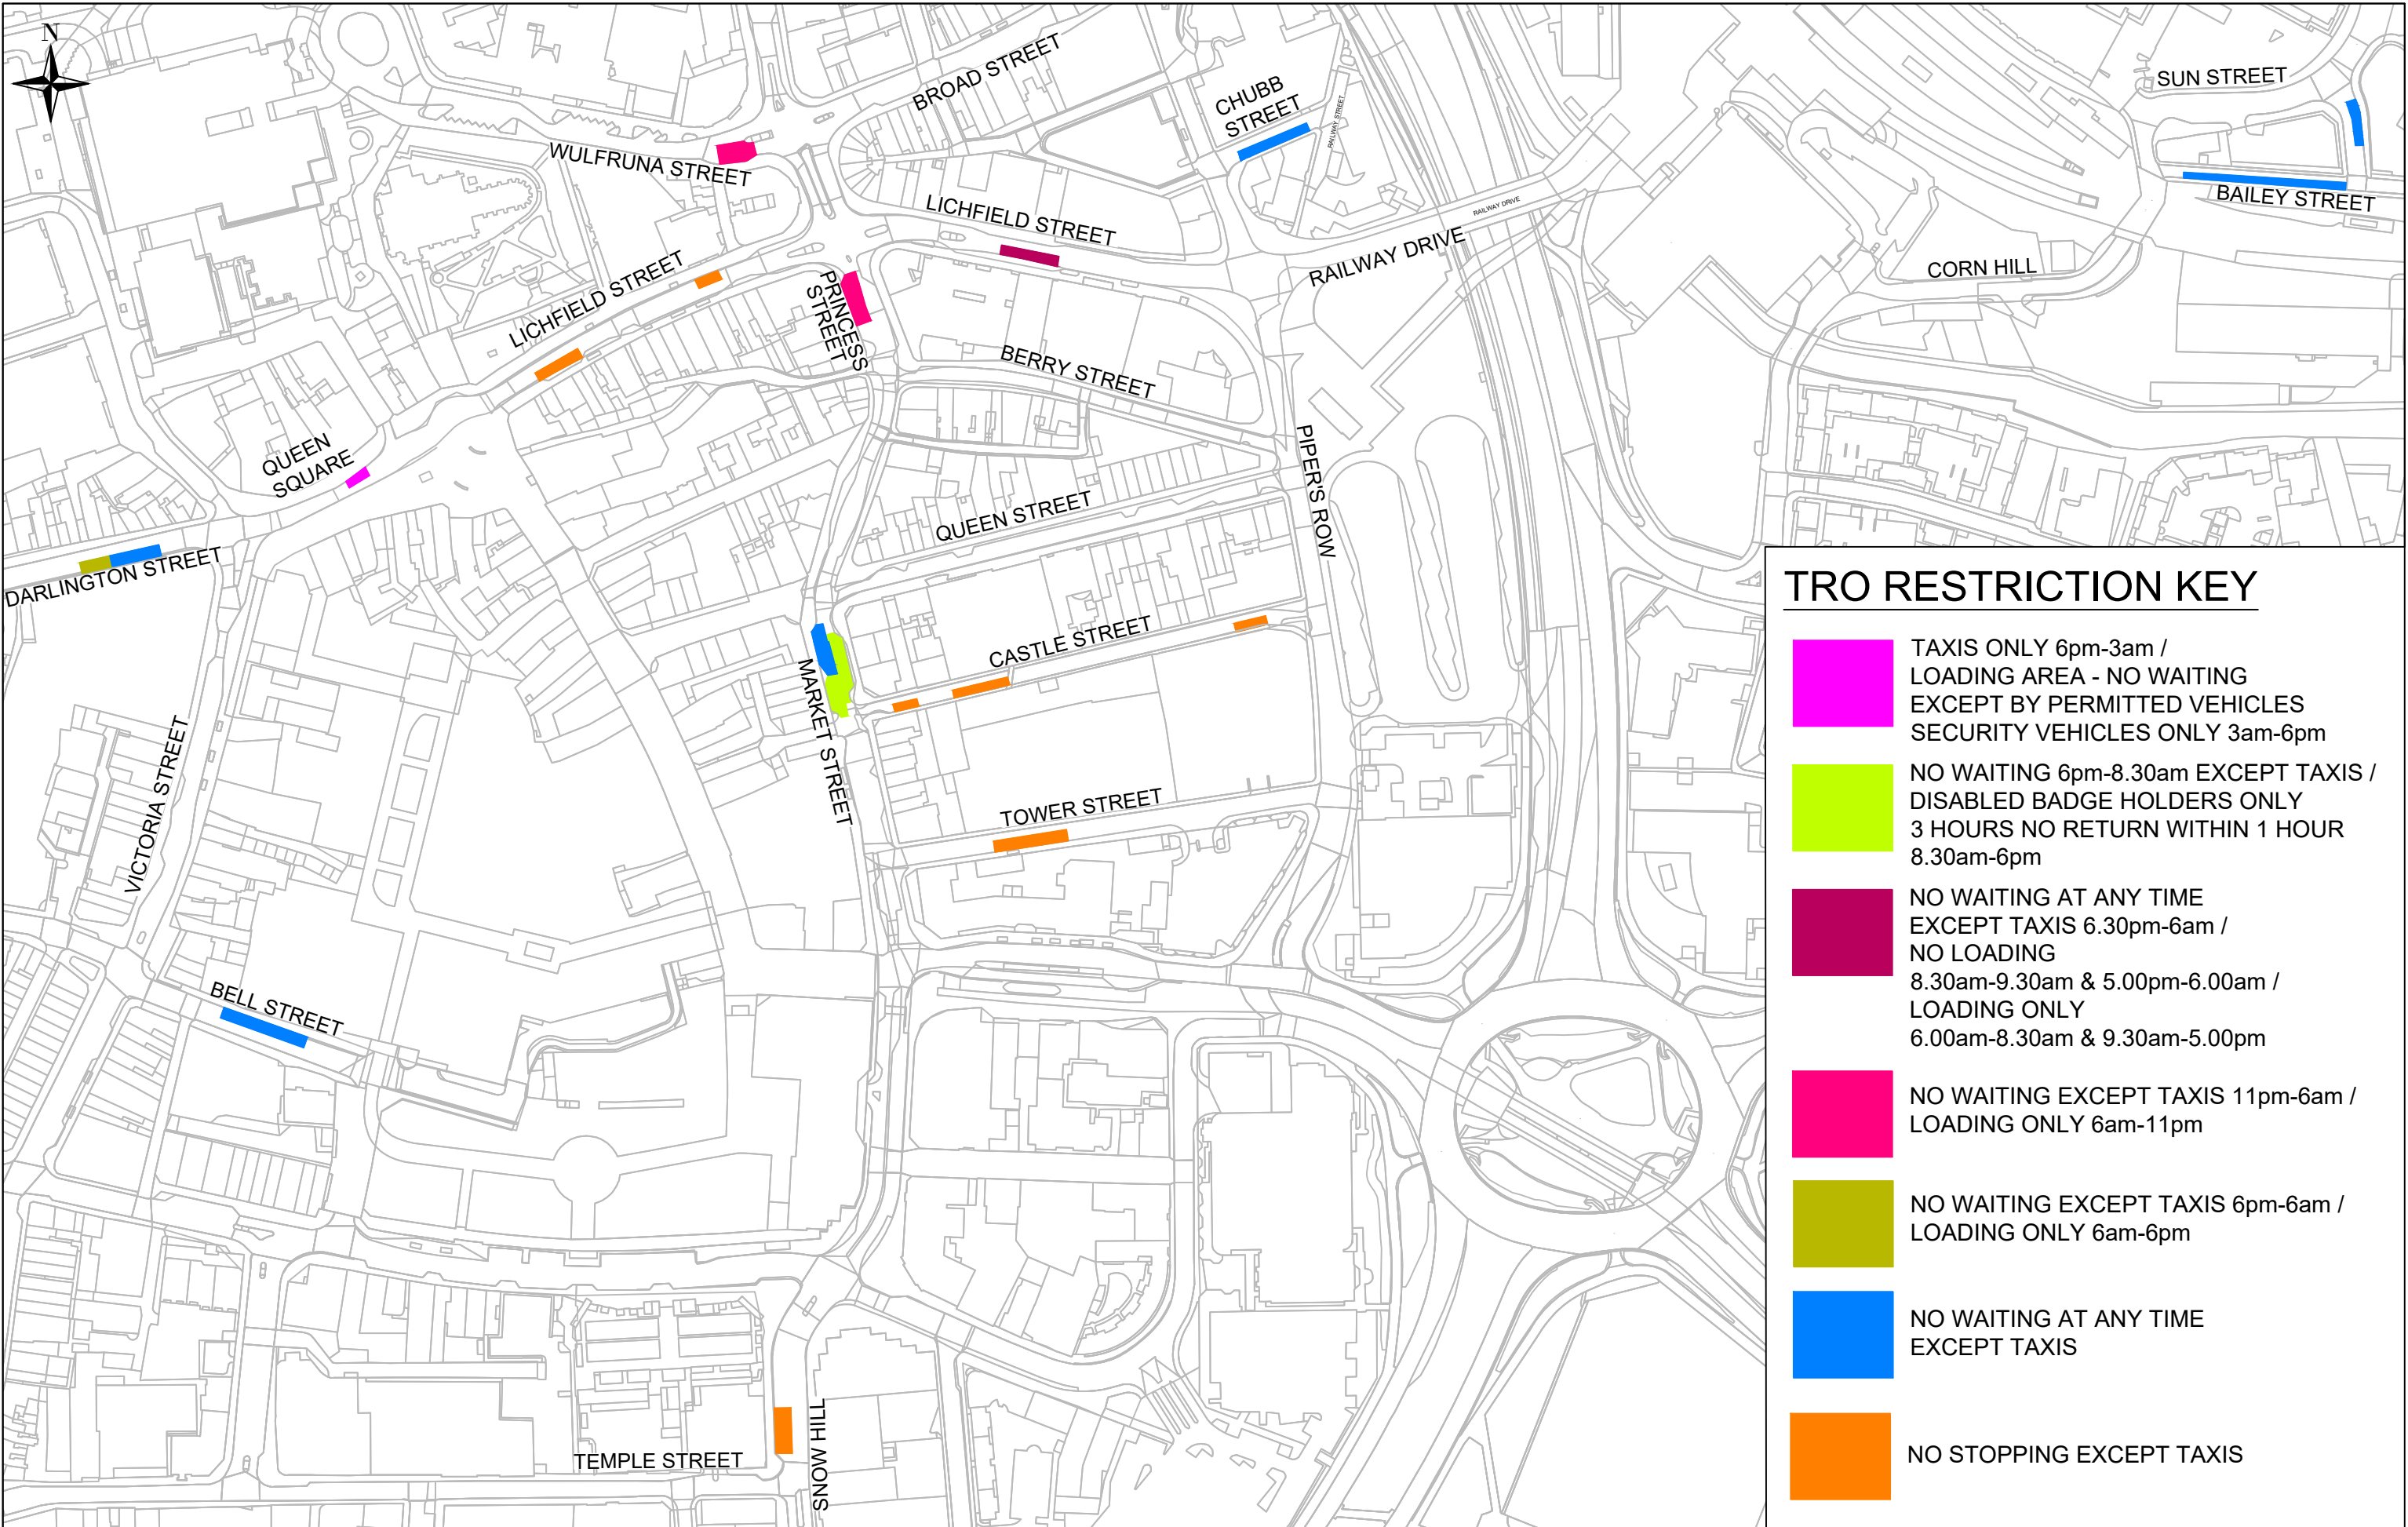 N
BROAD STREET
CHUBB
STREET
RAILWAY STREET
SUN STREET
WULFRUNA STREET
BAILEY STREET
LICHFIELD STREET
RAILWAY DRIVE
RAILWAY DRIVE
CORN HILL
LICHFIELD STREET
PRINCESS
STREET
BERRY STREET
QUEEN
SQUARE
PIPER'S ROW
QUEEN STREET
DARLINGTON STREET
CASTLE STREET
MARKET STREET
VICTORIA STREET
TOWER STREET
BELL STREET
TEMPLE STREET
SNOW HILL
TRO RESTRICTION KEY
TAXIS ONLY 6pm-3am /
LOADING AREA - NO WAITING
EXCEPT BY PERMITTED VEHICLES
SECURITY VEHICLES ONLY 3am-6pm
NO WAITING 6pm-8.30am EXCEPT TAXIS /
DISABLED BADGE HOLDERS ONLY
3 HOURS NO RETURN WITHIN 1 HOUR
8.30am-6pm
NO WAITING AT ANY TIME
EXCEPT TAXIS 6.30pm-6am /
NO LOADING
8.30am-9.30am & 5.00pm-6.00am /
LOADING ONLY
6.00am-8.30am & 9.30am-5.00pm
NO WAITING EXCEPT TAXIS 11pm-6am /
LOADING ONLY 6am-11pm
NO WAITING EXCEPT TAXIS 6pm-6am /
LOADING ONLY 6am-6pm
NO WAITING AT ANY TIME
EXCEPT TAXIS
NO STOPPING EXCEPT TAXIS